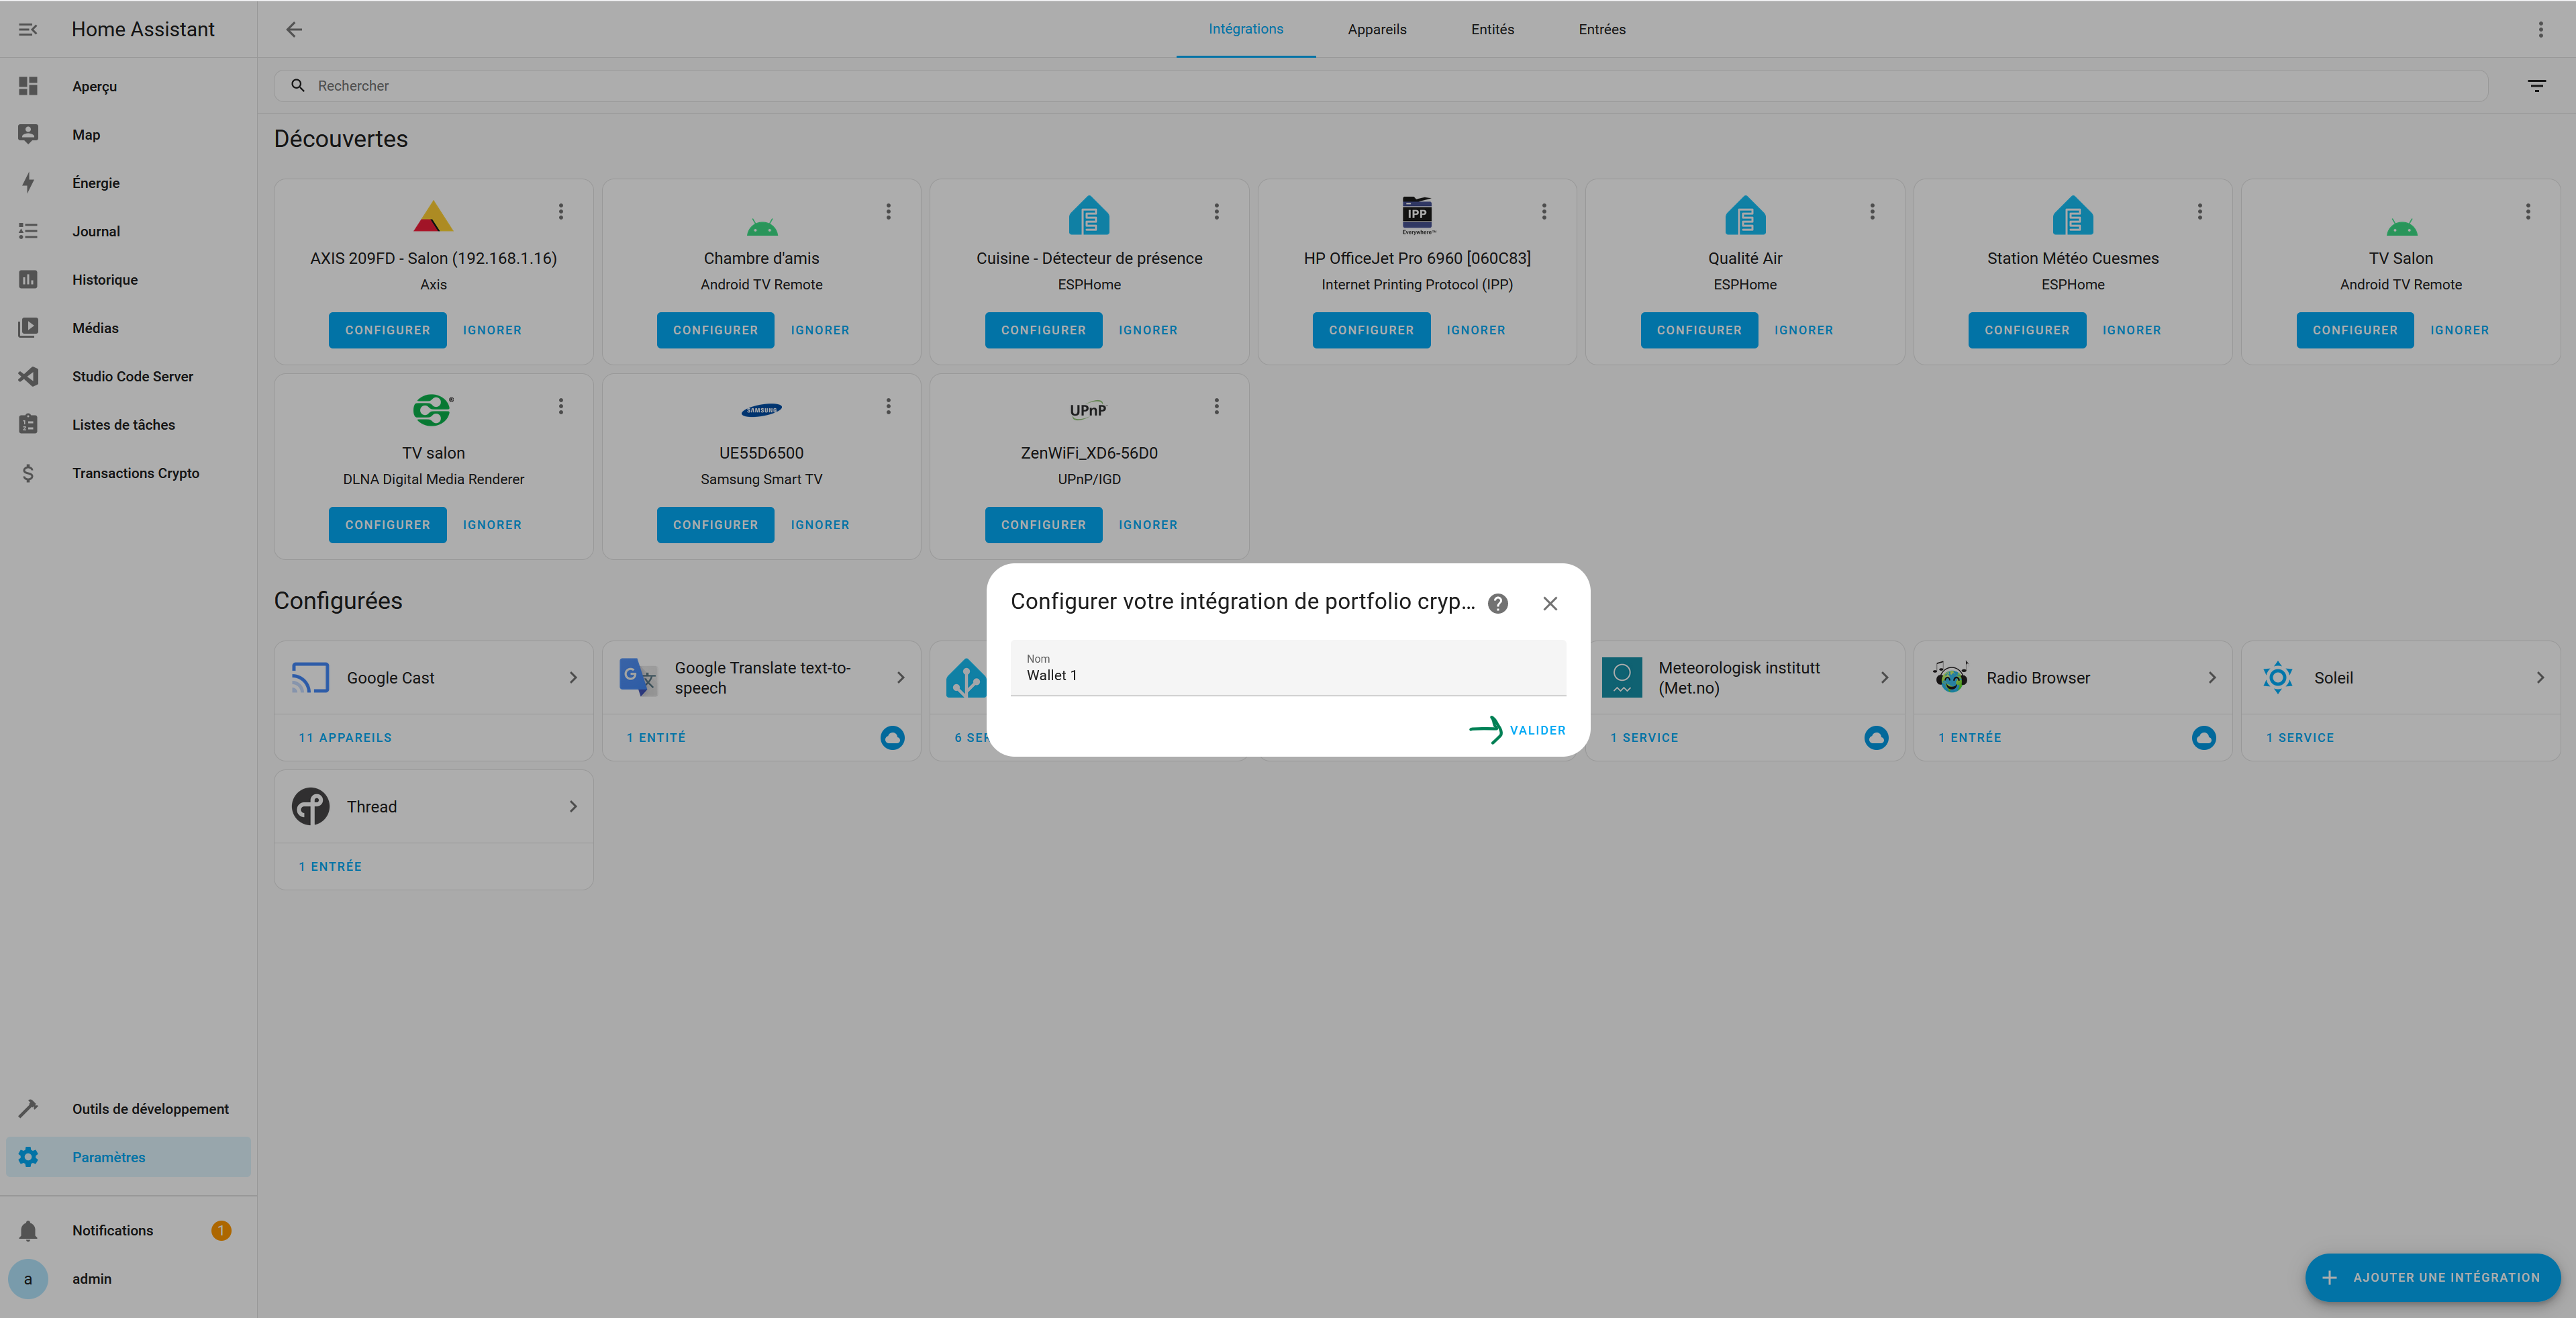 Home Assistant
Intégrations Appareils Entités Entrées
Rechercher
Aperçu
Map
Énergie
Journal
Historique
Médias
Studio Code Server
Listes de tâches
Transactions Crypto
Outils de développement
Paramètres
Notifications 1
a admin
Découvertes
AXIS 209FD - Salon (192.168.1.16)
Axis
CONFIGURER IGNORER
Chambre d'amis
Android TV Remote
CONFIGURER IGNORER
Cuisine - Détecteur de présence
ESPHome
CONFIGURER IGNORER
IPP
Everywhere
HP OfficeJet Pro 6960 [060C83]
Internet Printing Protocol (IPP)
CONFIGURER IGNORER
Qualité Air
ESPHome
CONFIGURER IGNORER
Station Météo Cuesmes
ESPHome
CONFIGURER IGNORER
TV Salon
Android TV Remote
CONFIGURER IGNORER
TV salon
DLNA Digital Media Renderer
CONFIGURER IGNORER
SAMSUNG
UE55D6500
Samsung Smart TV
CONFIGURER IGNORER
UPnP
ZenWiFi_XD6-56D0
UPnP/IGD
CONFIGURER IGNORER
Configurées
Google Cast
11 APPAREILS
Google Translate text-to-
speech
1 ENTITÉ
6 SER
Configurer votre intégration de portfolio cryp...
Nom
Wallet 1
VALIDER
Meteorologisk institutt
(Met.no)
1 SERVICE
Radio Browser
1 ENTRÉE
Soleil
1 SERVICE
Thread
1 ENTRÉE
AJOUTER UNE INTÉGRATION